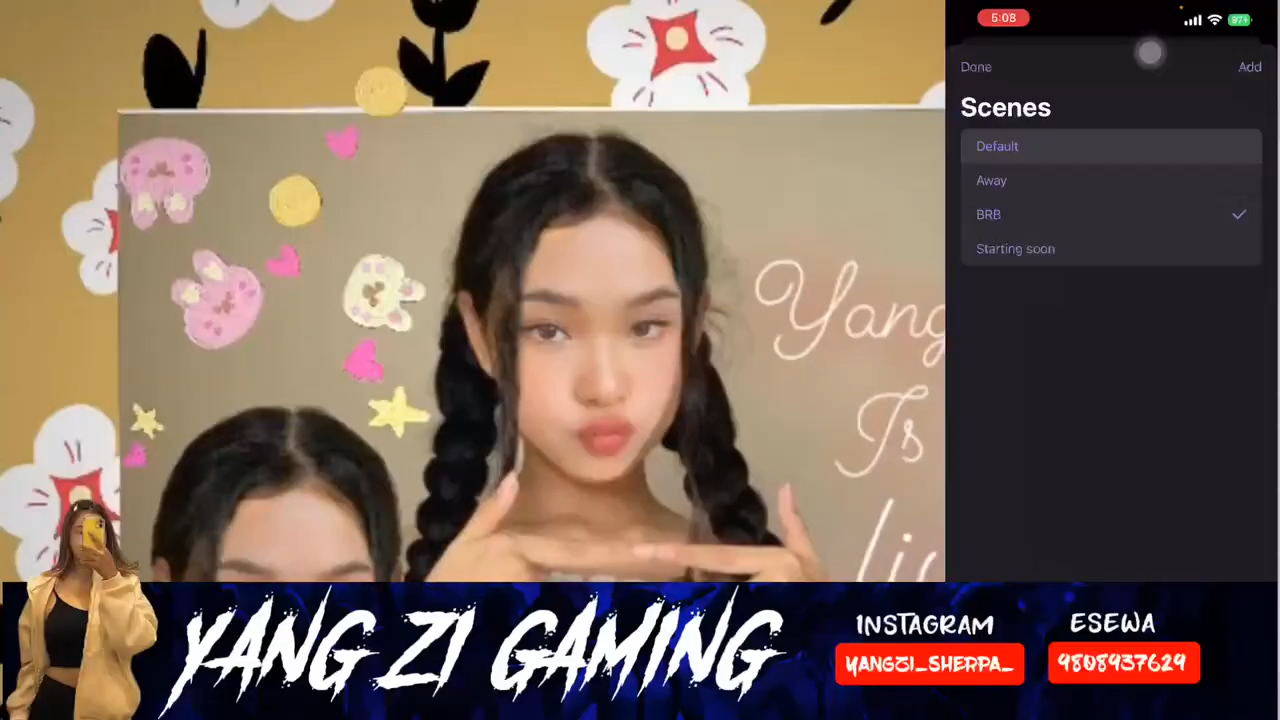 5:08
97+
Done
Add
Scenes
Default
Away
BRB
Starting soon
Yang
Is
YANG ZI GAMING
INSTAGRAM
YANGZI_SHERPA_
ESEWA
9808937629